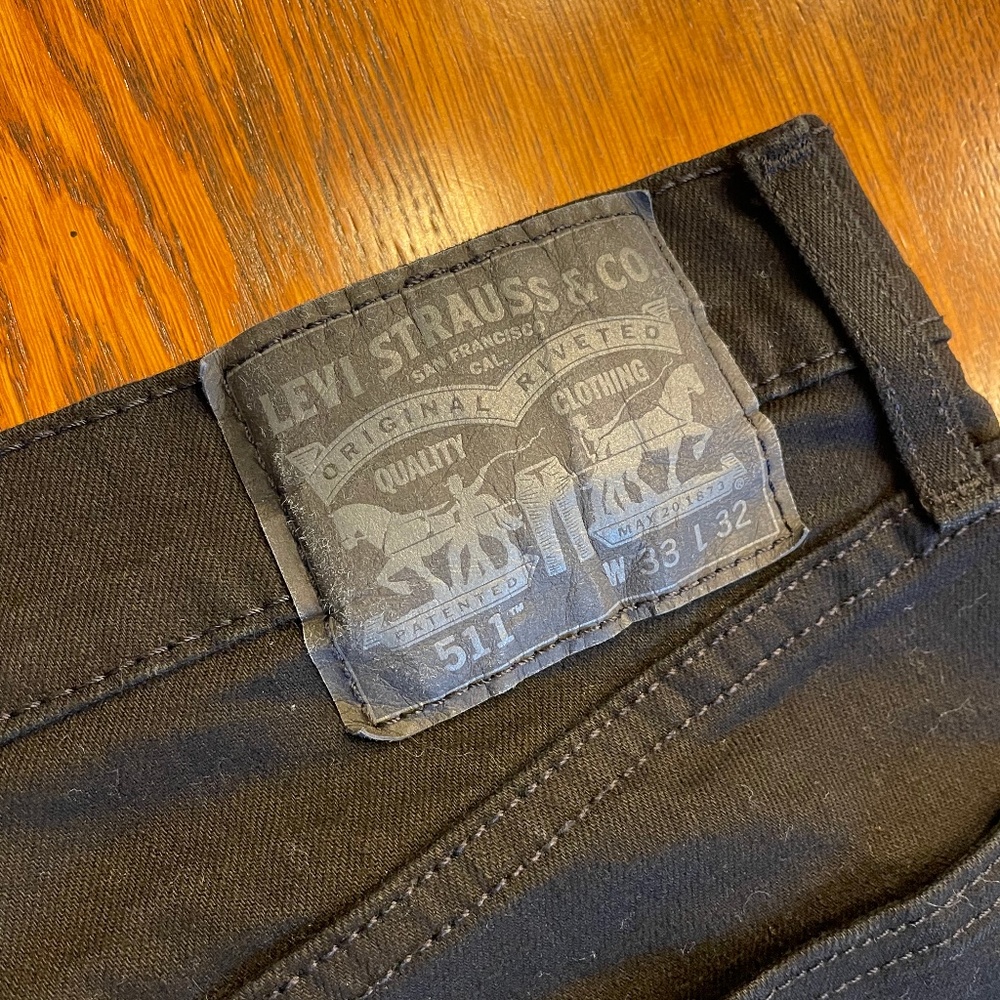 LEVI STRAUSS & CO.
SAN FRANCISCO
CAL.
ORIGINAL RIVETED
QUALITY CLOTHING
PATENTED MAY 20 1873 ®
511™ W 33 L 32